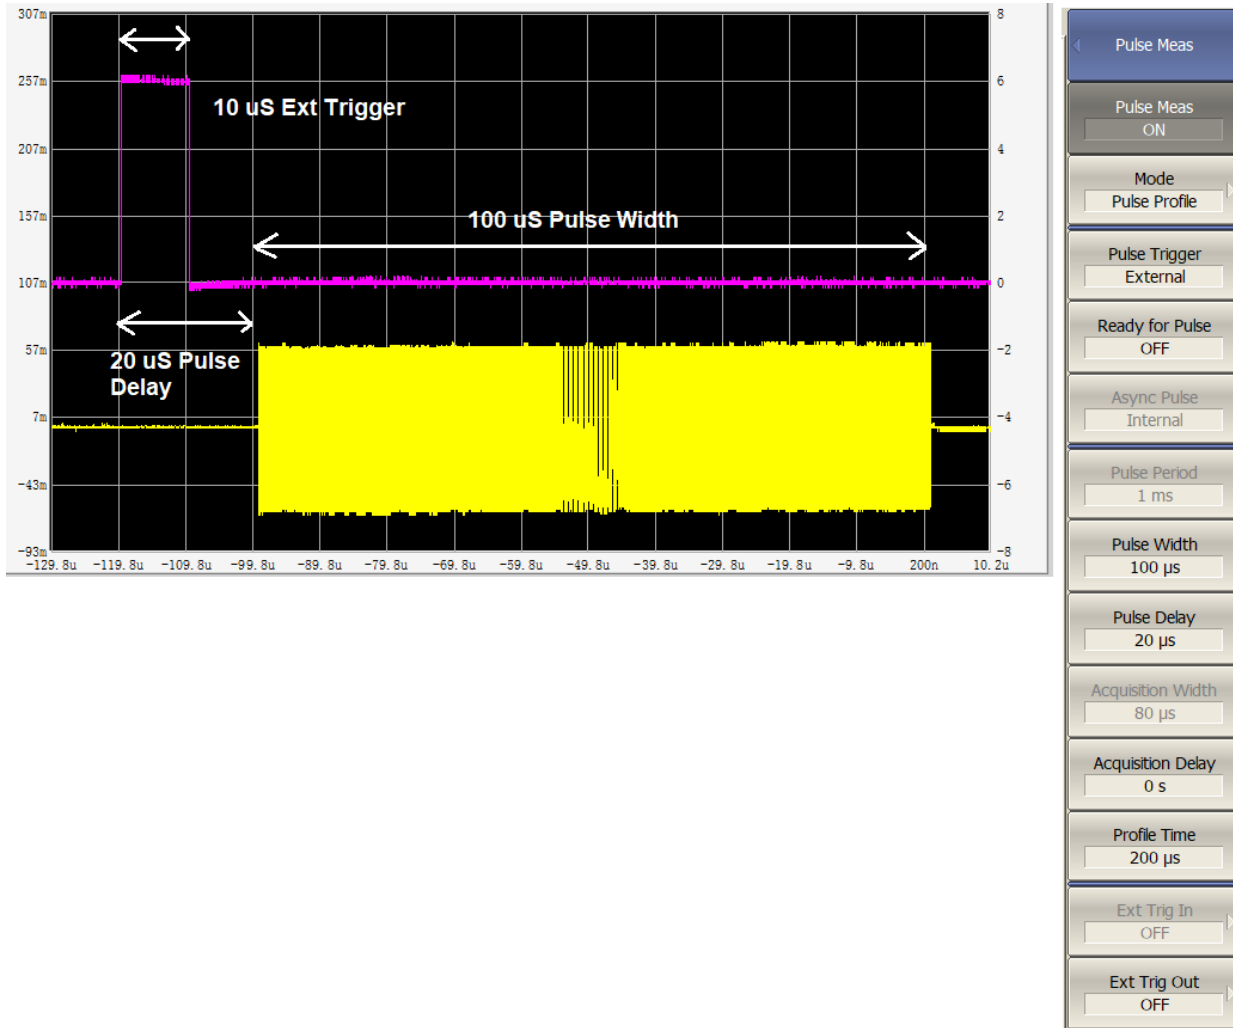 307m
257m
207m
157m
107m
57m
7m
-43m
-93m
8
6
4
2
0
-2
-4
-6
-8
10 uS Ext Trigger
100 uS Pulse Width
20 uS Pulse
Delay
-129.8u -119.8u -109.8u -99.8u -89.8u -79.8u -69.8u -59.8u -49.8u -39.8u -29.8u -19.8u -9.8u 200n 10.2u
Pulse Meas
Pulse Meas
ON
Mode
Pulse Profile
Pulse Trigger
External
Ready for Pulse
OFF
Async Pulse
Internal
Pulse Period
1 ms
Pulse Width
100 µs
Pulse Delay
20 µs
Acquisition Width
80 µs
Acquisition Delay
0 s
Profile Time
200 µs
Ext Trig In
OFF
Ext Trig Out
OFF